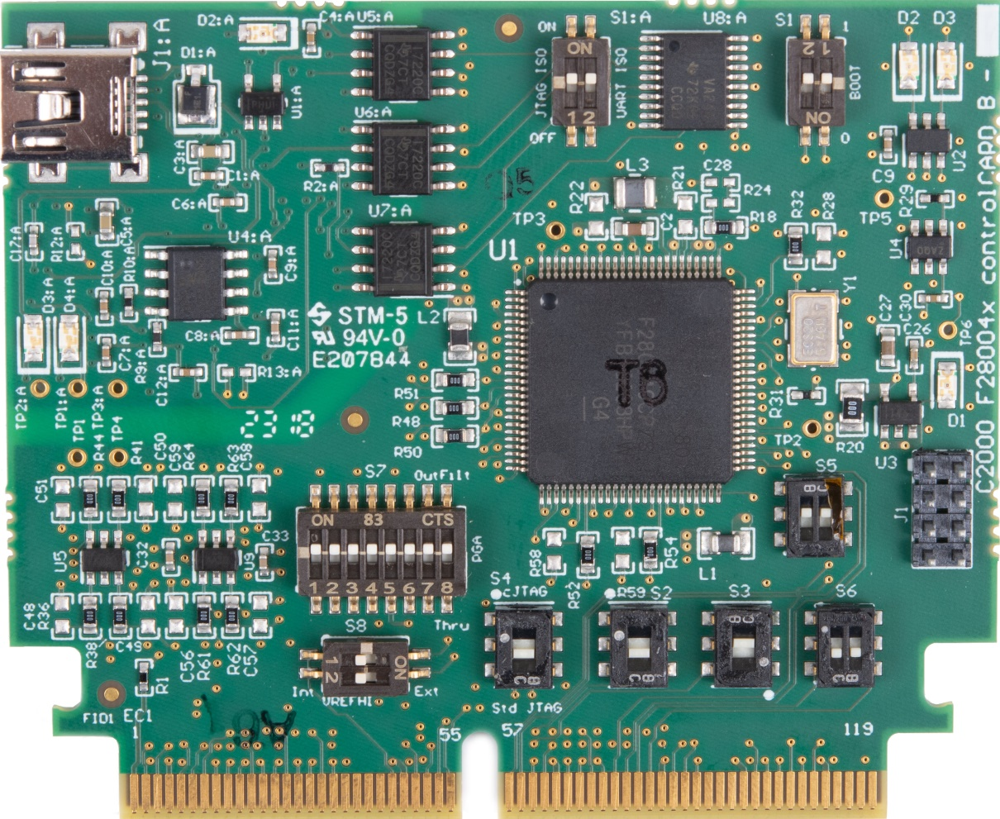 D2:A
C4:A
U5:A
ON
S1:A
U8:A
S1
1
D2
D3
J1:A
D1:A
U1:A
JTAG ISO
ON
1 2
UART ISO
OFF
1 2
ON
BOOT
0
U6:A
C3:A
C1:A
R2:A
C6:A
U7:A
U2
C9
R29
TP5
R22
L3
R21
C2
C28
R24
R18
R32
R28
TP3
U1
U4
C17:A
R12:A
C5:A
C10:A
R10:A
U4:A
C9:A
D3:A
D4:A
C7:A
R9:A
C8:A
C11:A
C12:A
R13:A
STM-5
94V-0
E207844
L2
Y1
C27
C30
C26
TP6
T8
G4
R51
R48
R50
R31
TP2
R20
U3
D1
TP2:A
TP1:A
TP3:A
TP1
R44
TP4
R41
C50
C59
R64
R63
C58
23 18
C51
S7
OutFilt
ON 83 CTS
1 2 3 4 5 6 7 8
PGA
Thru
S5
J1
C2000 F28004x controlCARD B -
U5
C32
U9
C33
R58
R52
R54
L1
S4
cJTAG
R59
S2
S3
S6
C48
R36
R38
C49
C56
R61
R62
C57
S8
1 2
ON
Int
VREFHI
Ext
Std JTAG
R1
FID1
EC1
1
55
57
119